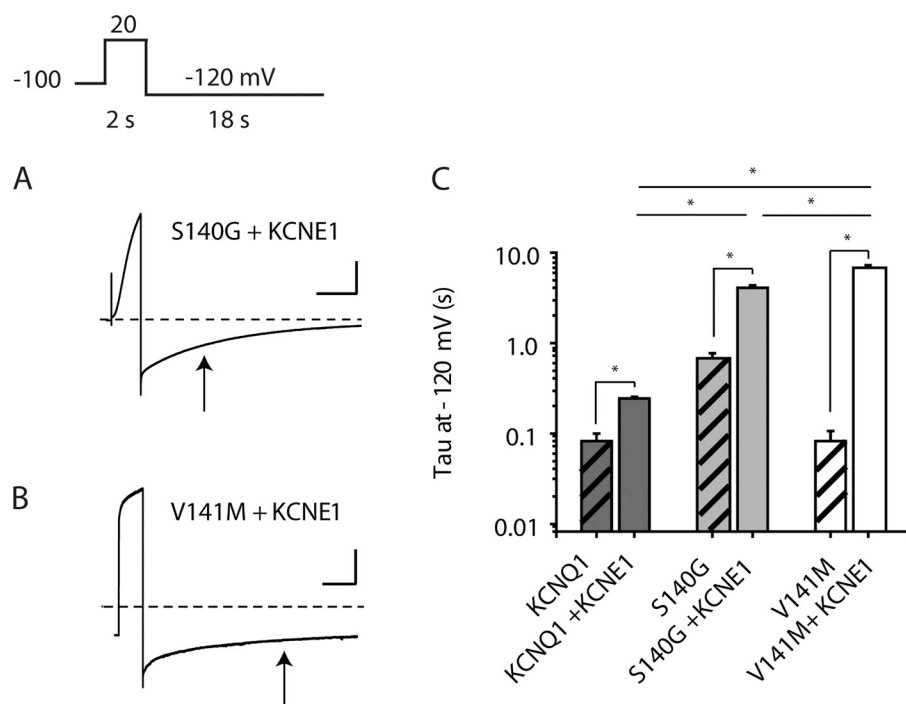 20
-100
-120 mV
2 s
18 s
A
S140G + KCNE1
B
V141M + KCNE1
C
*
*
*
*
*
*
10.0
1.0
0.1
0.01
Tau at - 120 mV (s)
KCNQ1
KCNQ1 +KCNE1
S140G
S140G +KCNE1
V141M
V141M+ KCNE1